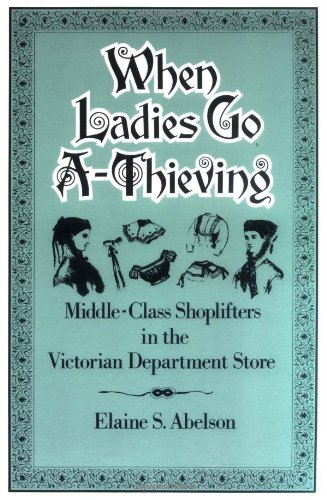 When
Ladies Go
A-Thieving
Middle-Class Shoplifters
in the
Victorian Department Store
Elaine S. Abelson